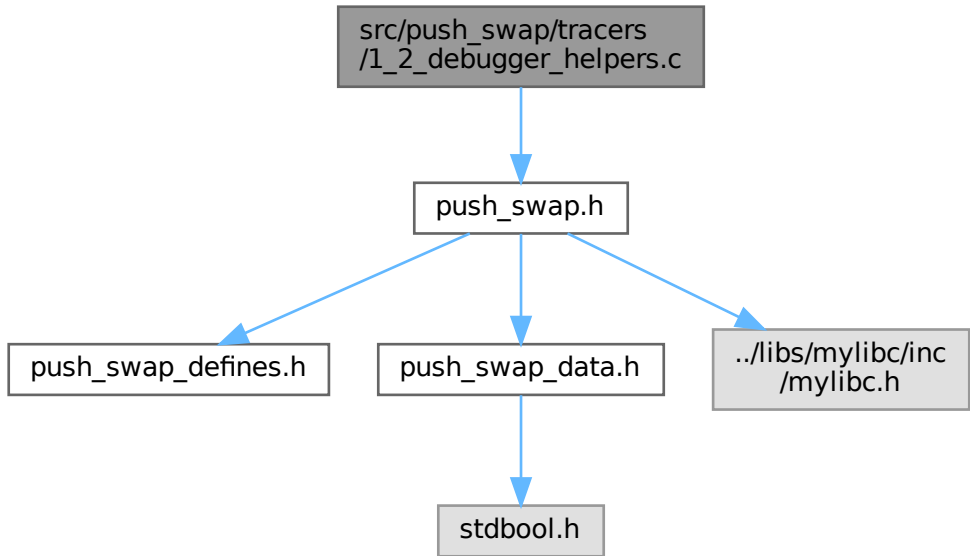 src/push_swap/tracers
/1_2_debugger_helpers.c
push_swap.h
push_swap_defines.h
push_swap_data.h
../libs/mylibc/inc
/mylibc.h
stdbool.h